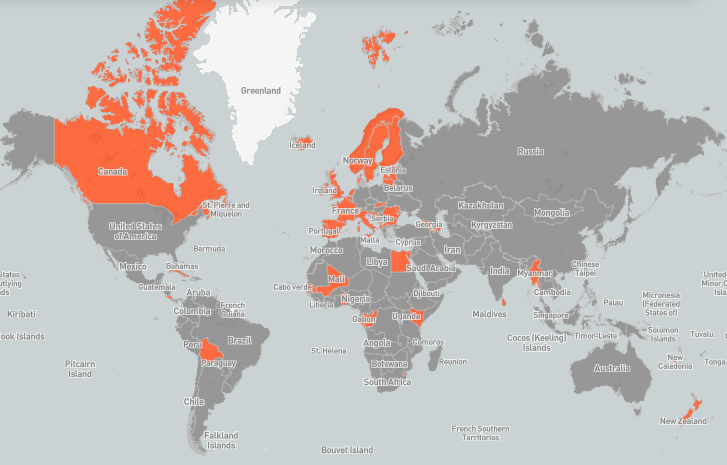 Greenland
Iceland
Canada
Norway
Russia
Estonia
Ireland
Belarus
St. Pierre and
Miquelon
France
Serbia
Kazakhstan
Mongolia
United States
of America
Portugal
Georgia
Kyrgyzstan
Malta
Cyprus
Bermuda
Morocco
Iran
Mexico
Bahamas
Libya
Saudi Arabia
India
Myanmar
Chinese
Taipei
States
utlying
nds
Guatemala
Aruba
Cabo verde
Mali
Nigeria
Djibouti
Cambodia
United
Minor O
Islands
Colombia
French
Guiana
Liberia
Gabon
Uganda
Maldives
Singapore
Palau
Micronesia
(Federated
States of)
Kiribati
Cook Islands
Peru
Brazil
St. Helena
Angola
Comoros
Cocos (Keeling)
Islands
Timor-Leste
Solomon
Islands
Tuvalu
Pitcairn
Island
Paraguay
Botswana
Reunion
South Africa
Australia
New
Caledonia
Tonga
Chile
New Zealand
Falkland
Islands
French Southern
Territories
Bouvet Island